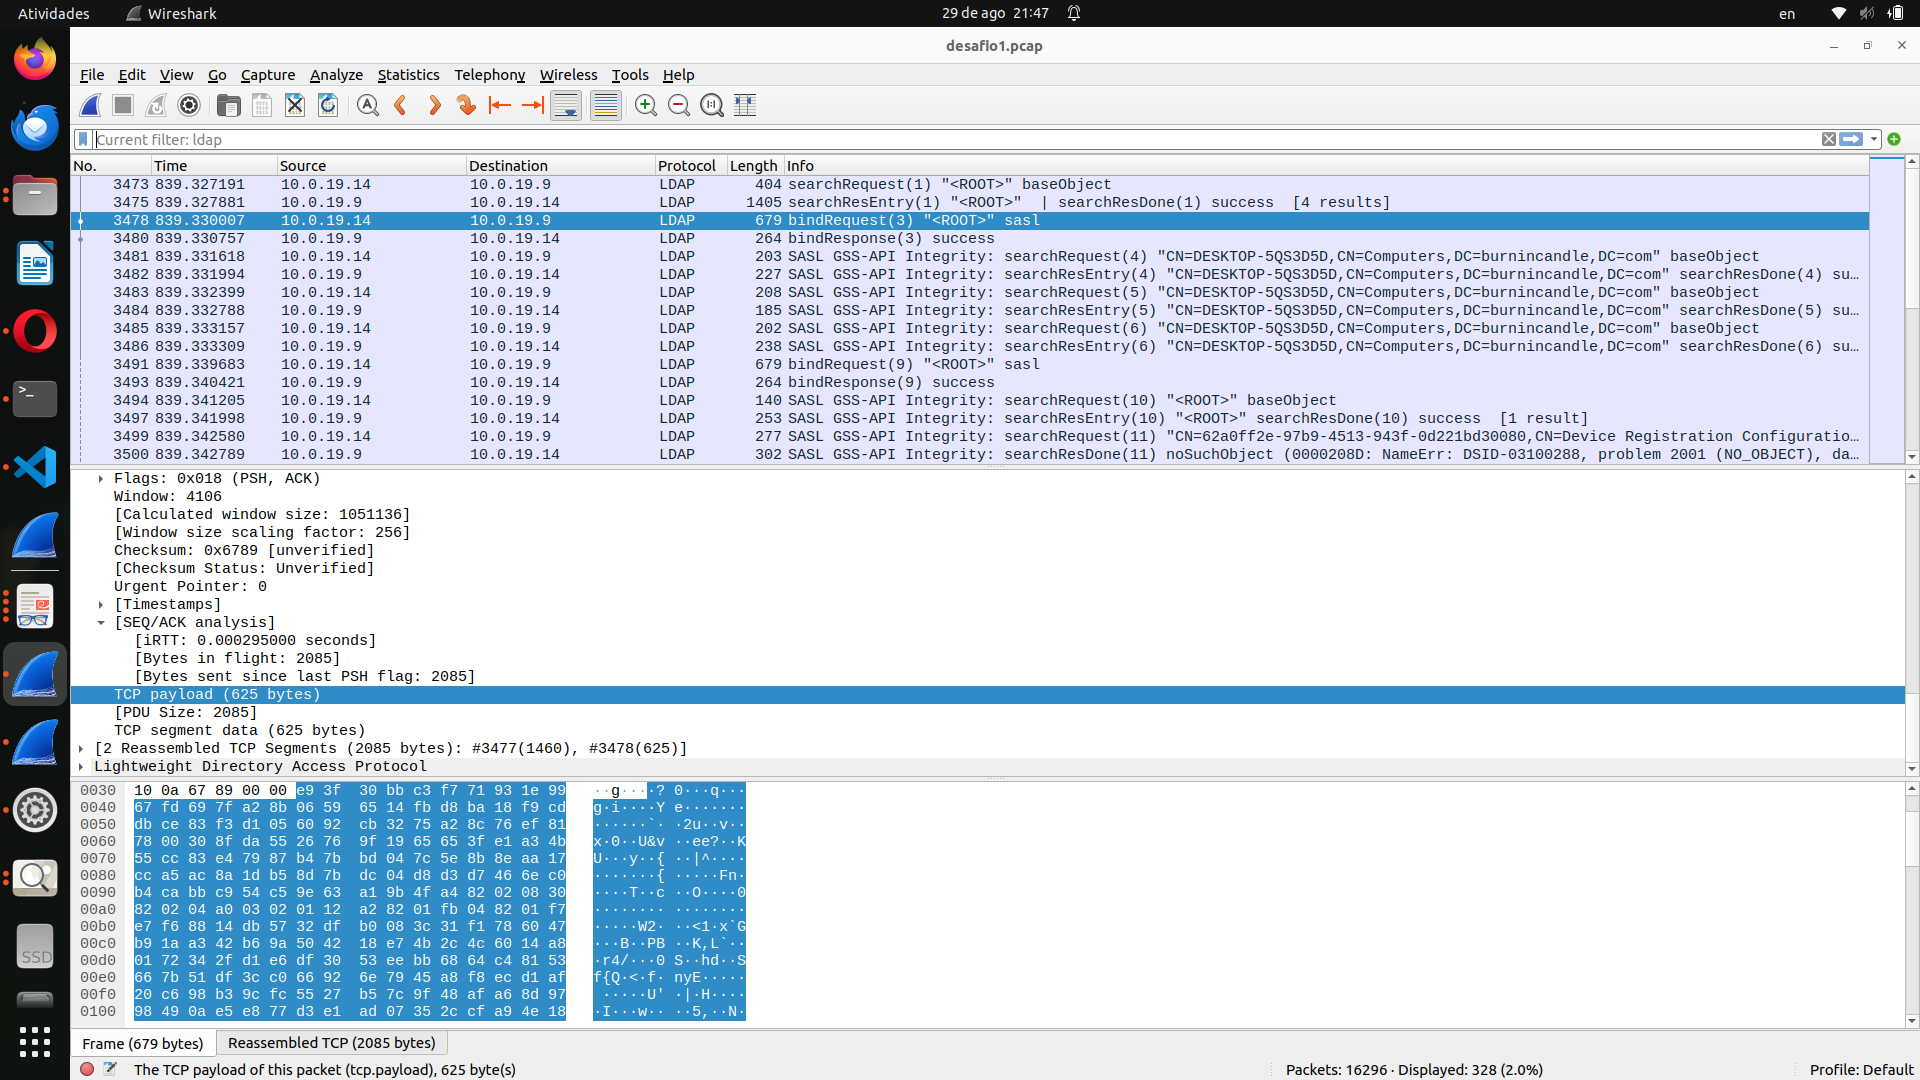 Atividades Wireshark 29 de ago 21:47 en
desafio1.pcap
File Edit View Go Capture Analyze Statistics Telephony Wireless Tools Help
Current filter: ldap
No. Time Source Destination Protocol Length Info
3473 839.327191 10.0.19.14 10.0.19.9 LDAP 404 searchRequest(1) "<ROOT>" baseObject
3475 839.327881 10.0.19.9 10.0.19.14 LDAP 1405 searchResEntry(1) "<ROOT>" | searchResDone(1) success [4 results]
3478 839.330007 10.0.19.14 10.0.19.9 LDAP 679 bindRequest(3) "<ROOT>" sasl
3480 839.330757 10.0.19.9 10.0.19.14 LDAP 264 bindResponse(3) success
3481 839.331618 10.0.19.14 10.0.19.9 LDAP 203 SASL GSS-API Integrity: searchRequest(4) "CN=DESKTOP-5QS3D5D,CN=Computers,DC=burnincandle,DC=com" baseObject
3482 839.331994 10.0.19.9 10.0.19.14 LDAP 227 SASL GSS-API Integrity: searchResEntry(4) "CN=DESKTOP-5QS3D5D,CN=Computers,DC=burnincandle,DC=com" searchResDone(4) su…
3483 839.332399 10.0.19.14 10.0.19.9 LDAP 208 SASL GSS-API Integrity: searchRequest(5) "CN=DESKTOP-5QS3D5D,CN=Computers,DC=burnincandle,DC=com" baseObject
3484 839.332788 10.0.19.9 10.0.19.14 LDAP 185 SASL GSS-API Integrity: searchResEntry(5) "CN=DESKTOP-5QS3D5D,CN=Computers,DC=burnincandle,DC=com" searchResDone(5) su…
3485 839.333157 10.0.19.14 10.0.19.9 LDAP 202 SASL GSS-API Integrity: searchRequest(6) "CN=DESKTOP-5QS3D5D,CN=Computers,DC=burnincandle,DC=com" baseObject
3486 839.333309 10.0.19.9 10.0.19.14 LDAP 238 SASL GSS-API Integrity: searchResEntry(6) "CN=DESKTOP-5QS3D5D,CN=Computers,DC=burnincandle,DC=com" searchResDone(6) su…
3491 839.339683 10.0.19.14 10.0.19.9 LDAP 679 bindRequest(9) "<ROOT>" sasl
3493 839.340421 10.0.19.9 10.0.19.14 LDAP 264 bindResponse(9) success
3494 839.341205 10.0.19.14 10.0.19.9 LDAP 140 SASL GSS-API Integrity: searchRequest(10) "<ROOT>" baseObject
3497 839.341998 10.0.19.9 10.0.19.14 LDAP 253 SASL GSS-API Integrity: searchResEntry(10) "<ROOT>" searchResDone(10) success [1 result]
3499 839.342580 10.0.19.14 10.0.19.9 LDAP 277 SASL GSS-API Integrity: searchRequest(11) "CN=62a0ff2e-97b9-4513-943f-0d221bd30080,CN=Device Registration Configuratio…
3500 839.342789 10.0.19.9 10.0.19.14 LDAP 302 SASL GSS-API Integrity: searchResDone(11) noSuchObject (0000208D: NameErr: DSID-03100288, problem 2001 (NO_OBJECT), da…
Flags: 0x018 (PSH, ACK)
Window: 4106
[Calculated window size: 1051136]
[Window size scaling factor: 256]
Checksum: 0x6789 [unverified]
[Checksum Status: Unverified]
Urgent Pointer: 0
[Timestamps]
[SEQ/ACK analysis]
[iRTT: 0.000295000 seconds]
[Bytes in flight: 2085]
[Bytes sent since last PSH flag: 2085]
TCP payload (625 bytes)
[PDU Size: 2085]
TCP segment data (625 bytes)
[2 Reassembled TCP Segments (2085 bytes): #3477(1460), #3478(625)]
Lightweight Directory Access Protocol
0030 10 0a 67 89 00 00 e9 3f 30 bb c3 f7 71 93 1e 99 ··g····? 0···q···
0040 67 fd 69 7f a2 8b 06 59 65 14 fb d8 ba 18 f9 cd g·i····Y e·······
0050 db ce 83 f3 d1 05 60 92 cb 32 75 a2 8c 76 ef 81 ······`· ·2u··v··
0060 78 00 30 8f da 55 26 76 9f 19 65 65 3f e1 a3 4b x·0··U&v ··ee?··K
0070 55 cc 83 e4 79 87 b4 7b bd 04 7c 5e 8b 8e aa 17 U···y··{ ··|^····
0080 cc a5 ac 8a 1d b5 8d 7b dc 04 d8 d3 d7 46 6e c0 ·······{ ·····Fn·
0090 b4 ca bb c9 54 c5 9e 63 a1 9b 4f a4 82 02 08 30 ····T··c ··O····0
00a0 82 02 04 a0 03 02 01 12 a2 82 01 fb 04 82 01 f7 ········ ········
00b0 e7 f6 88 14 db 57 32 df b0 08 3c 31 f1 78 60 47 ·····W2· ··<1·x`G
00c0 b9 1a a3 42 b6 9a 50 42 18 e7 4b 2c 4c 60 14 a8 ···B··PB ··K,L`··
00d0 01 72 34 2f d1 e6 df 30 53 ee bb 68 64 c4 81 53 ·r4/···0 S··hd··S
00e0 66 7b 51 df 3c c0 66 92 6e 79 45 a8 f8 ec d1 af f{Q·<·f· nyE·····
00f0 20 c6 98 b3 9c fc 55 27 b5 7c 9f 48 af a6 8d 97 ·····U' ·|·H····
0100 98 49 0a e5 e8 77 d3 e1 ad 07 35 2c cf a9 4e 18 ·I···w·· ··5,··N·
SSD
Frame (679 bytes) Reassembled TCP (2085 bytes)
The TCP payload of this packet (tcp.payload), 625 byte(s) Packets: 16296 · Displayed: 328 (2.0%) Profile: Default